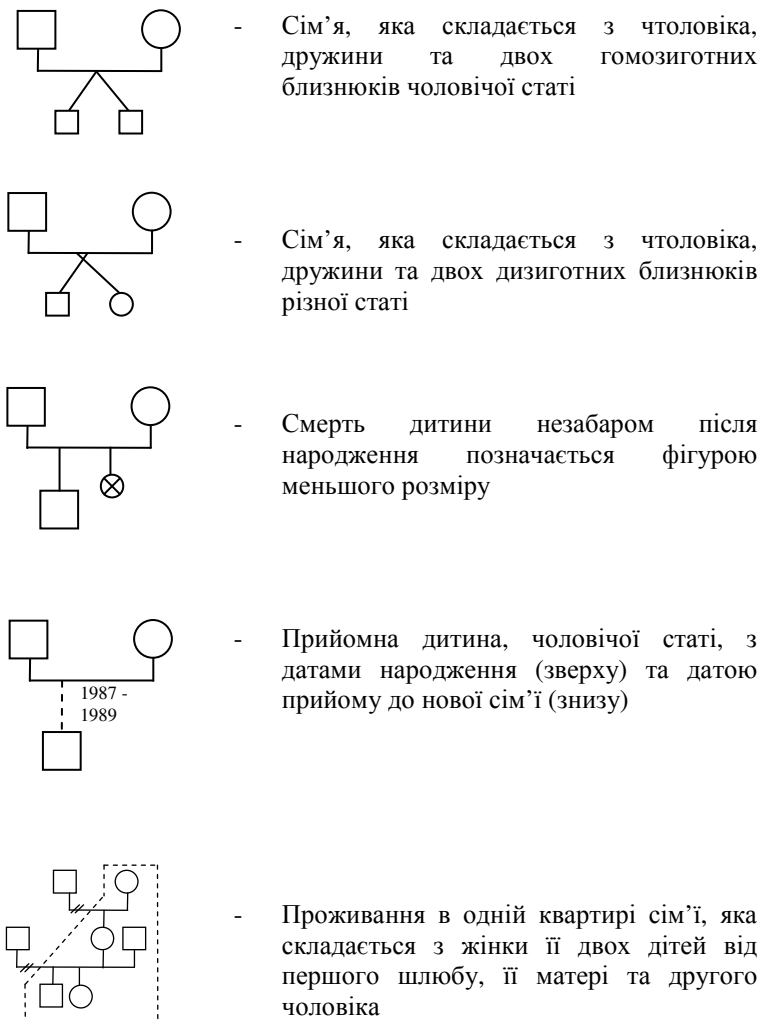 - Сім’я, яка складається з чтоловіка,
дружини та двох гомозиготних
близнюків чоловічої статі
- Сім’я, яка складається з чтоловіка,
дружини та двох дизиготних близнюків
різної статі
- Смерть дитини незабаром після
народження позначається фігурою
меньшого розміру
1987 -
1989
- Прийомна дитина, чоловічої статі, з
датами народження (зверху) та датою
прийому до нової сім’ї (знизу)
- Проживання в одній квартирі сім’ї, яка
складається з жінки її двох дітей від
першого шлюбу, її матері та другого
чоловіка